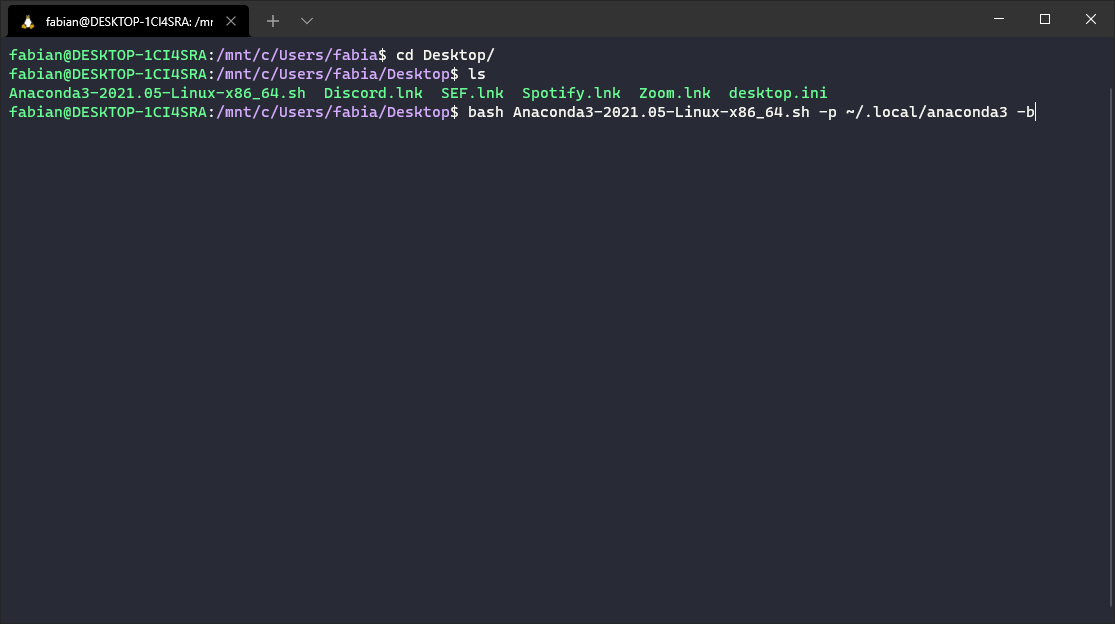 fabian@DESKTOP-1CI4SRA: /mr
fabian@DESKTOP-1CI4SRA:/mnt/c/Users/fabia$ cd Desktop/
fabian@DESKTOP-1CI4SRA:/mnt/c/Users/fabia/Desktop$ ls
Anaconda3-2021.05-Linux-x86_64.sh  Discord.lnk  SEF.lnk  Spotify.lnk  Zoom.lnk  desktop.ini
fabian@DESKTOP-1CI4SRA:/mnt/c/Users/fabia/Desktop$ bash Anaconda3-2021.05-Linux-x86_64.sh -p ~/.local/anaconda3 -b